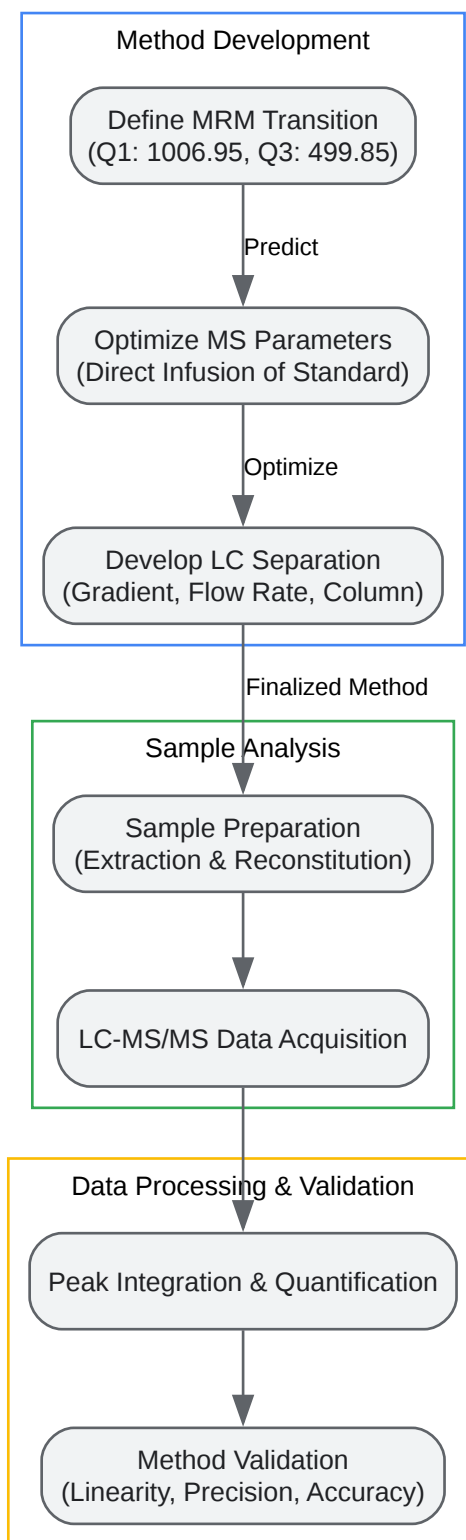 Method Development
Define MRM Transition
(Q1: 1006.95, Q3: 499.85)
Predict
Optimize MS Parameters
(Direct Infusion of Standard)
Optimize
Develop LC Separation
(Gradient, Flow Rate, Column)
Finalized Method
Sample Analysis
Sample Preparation
(Extraction & Reconstitution)
LC-MS/MS Data Acquisition
Data Processing & Validation
Peak Integration & Quantification
Method Validation
(Linearity, Precision, Accuracy)